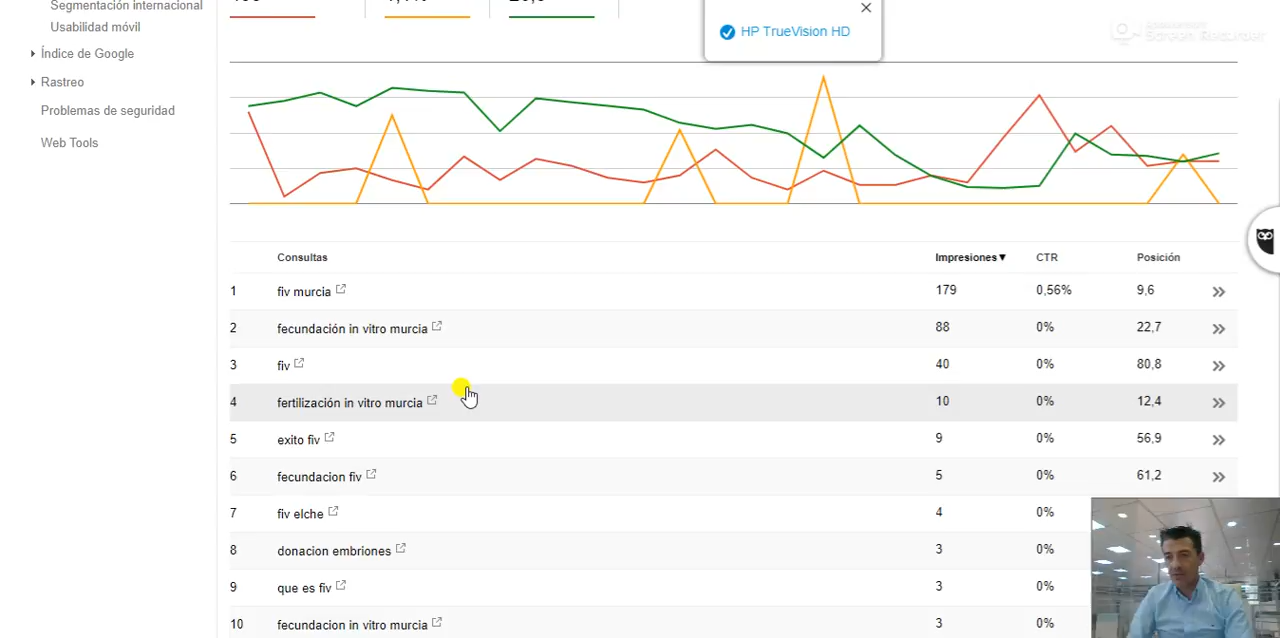 Segmentación internacional
Usabilidad móvil
Índice de Google
Rastreo
Problemas de seguridad
Web Tools
HP TrueVision HD
Screen Recorder
Consultas Impresiones▼ CTR Posición
1 fiv murcia 179 0,56% 9,6 »
2 fecundación in vitro murcia 88 0% 22,7 »
3 fiv 40 0% 80,8 »
4 fertilización in vitro murcia 10 0% 12,4 »
5 exito fiv 9 0% 56,9 »
6 fecundacion fiv 5 0% 61,2 »
7 fiv elche 4 0%
8 donacion embriones 3 0%
9 que es fiv 3 0%
10 fecundacion in vitro murcia 3 0%